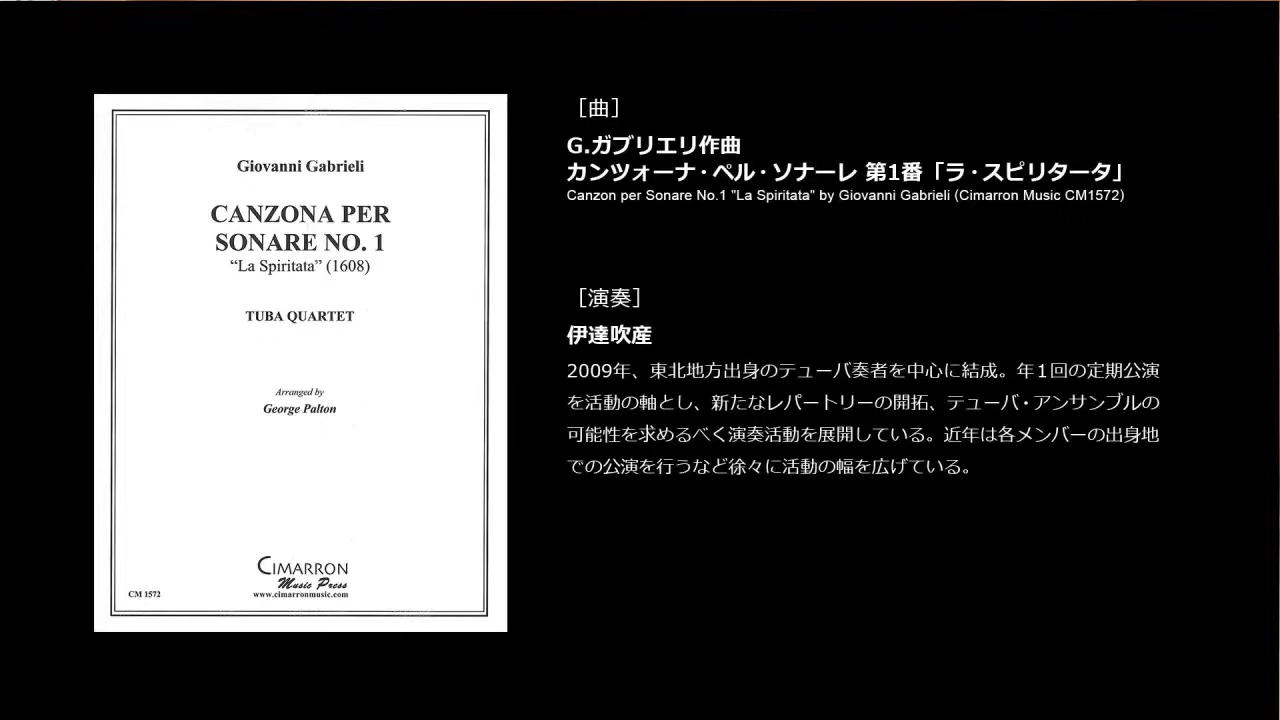 Giovanni Gabrieli
CANZONA PER
SONARE NO. 1
“La Spiritata” (1608)
TUBA QUARTET
Arranged by
George Palton
CIMARRON
Music Press
www.cimarronmusic.com
CM 1572
［曲］
G.ガブリエリ作曲
カンツォーナ・ペル・ソナーレ 第1番「ラ・スピリタータ」
Canzon per Sonare No.1 "La Spiritata" by Giovanni Gabrieli (Cimarron Music CM1572)
［演奏］
伊達吹産
2009年、東北地方出身のテューバ奏者を中心に結成。年１回の定期公演
を活動の軸とし、新たなレパートリーの開拓、テューバ・アンサンブルの
可能性を求めるべく演奏活動を展開している。近年は各メンバーの出身地
での公演を行うなど徐々に活動の幅を広げている。